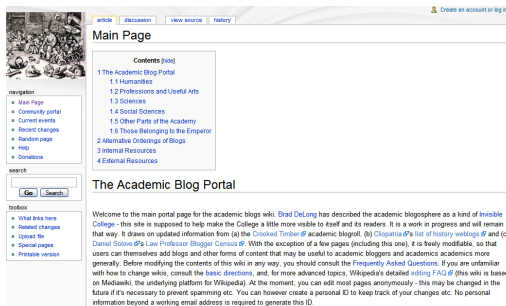 Create an account or log in
article discussion view source history
Main Page
Contents [hide]
1 The Academic Blog Portal
1.1 Humanities
1.2 Professions and Useful Arts
1.3 Sciences
1.4 Social Sciences
1.5 Other Parts of the Academy
1.6 Those Belonging to the Emperor
2 Alternative Orderings of Blogs
3 Internal Resources
4 External Resources
navigation
Main Page
Community portal
Current events
Recent changes
Random page
Help
Donations
search
Go Search
toolbox
What links here
Related changes
Upload file
Special pages
Printable version
The Academic Blog Portal
Welcome to the main portal page for the academic blogs wiki. Brad DeLong has described the academic blogosphere as a kind of Invisible
College - this site is supposed to help make the College a little more visible to itself and its readers. It is a work in progress and will remain
that way. It draws on updated information from (a) the Crooked Timber academic blogroll, (b) Cliopatria's list of history weblogs and (c
Daniel Solove's Law Professor Blogger Census. With the exception of a few pages (including this one), it is freely modifiable, so that
users can themselves add blogs and other forms of content that may be useful to academic bloggers and academics more
generally. Before modifying the contents of this wiki in any way, you should consult the Frequently Asked Questions. If you are unfamiliar
with how to change wikis, consult the basic directions, and, for more advanced topics, Wikipedia's detailed editing FAQ (this wiki is base
on Mediawiki, the underlying platform for Wikipedia). At the moment, you can edit most pages anonymously - this may be changed in the
future if it's necessary to prevent spamming etc. You can however create a personal ID to keep track of your changes etc. No personal
information beyond a working email address is required to generate this ID.